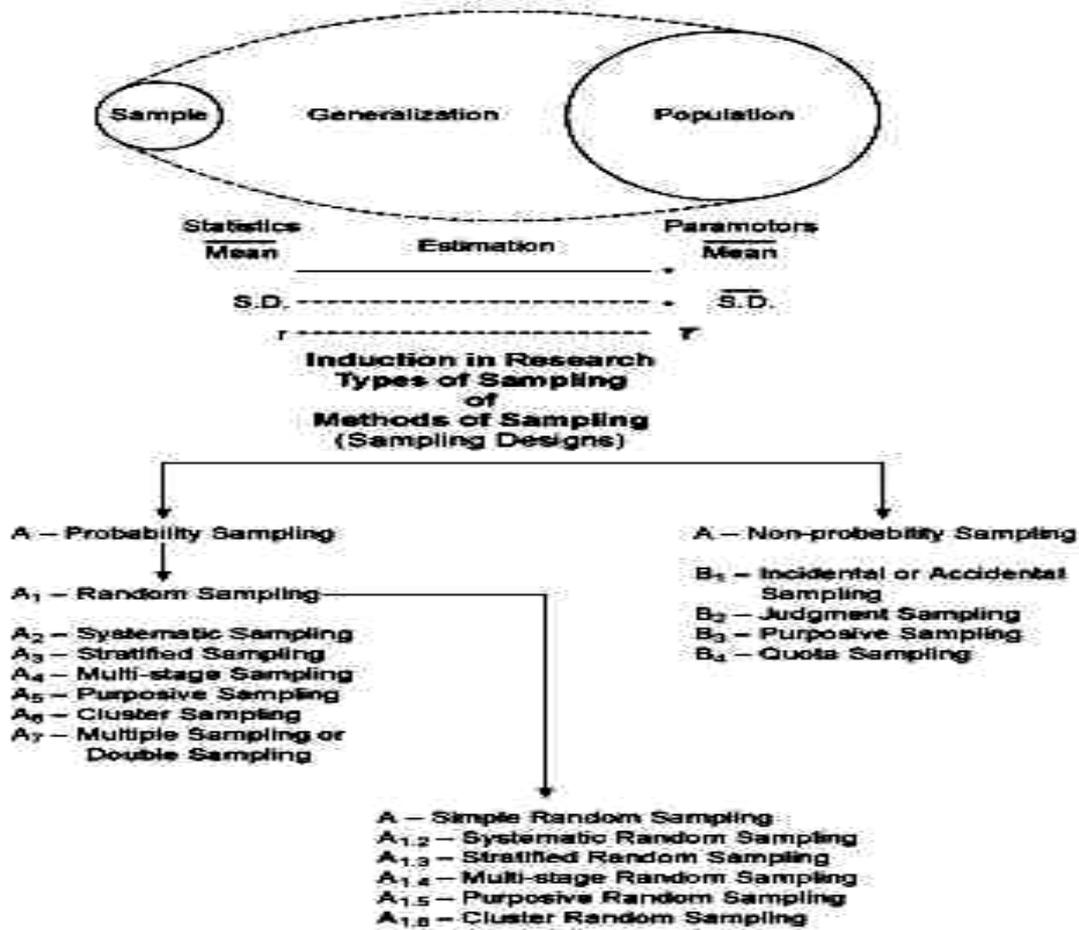 Sample Generalization Population
Statistics Paramotors
Mean Estimation Mean
S.D. S.D.
r r
Induction in Research
Types of Sampling
of
Methods of Sampling
(Sampling Designs)
A – Probability Sampling
A – Non-probability Sampling
A₁ – Random Sampling
A₂ – Systematic Sampling
A₃ – Stratified Sampling
A₄ – Multi-stage Sampling
A₅ – Purposive Sampling
A₆ – Cluster Sampling
A₇ – Multiple Sampling or
Double Sampling
B₁ – Incidental or Accidental
Sampling
B₂ – Judgment Sampling
B₃ – Purposive Sampling
B₄ – Quota Sampling
A – Simple Random Sampling
A₁.₂ – Systematic Random Sampling
A₁.₃ – Stratified Random Sampling
A₁.₄ – Multi-stage Random Sampling
A₁.₅ – Purposive Random Sampling
A₁.₆ – Cluster Random Sampling